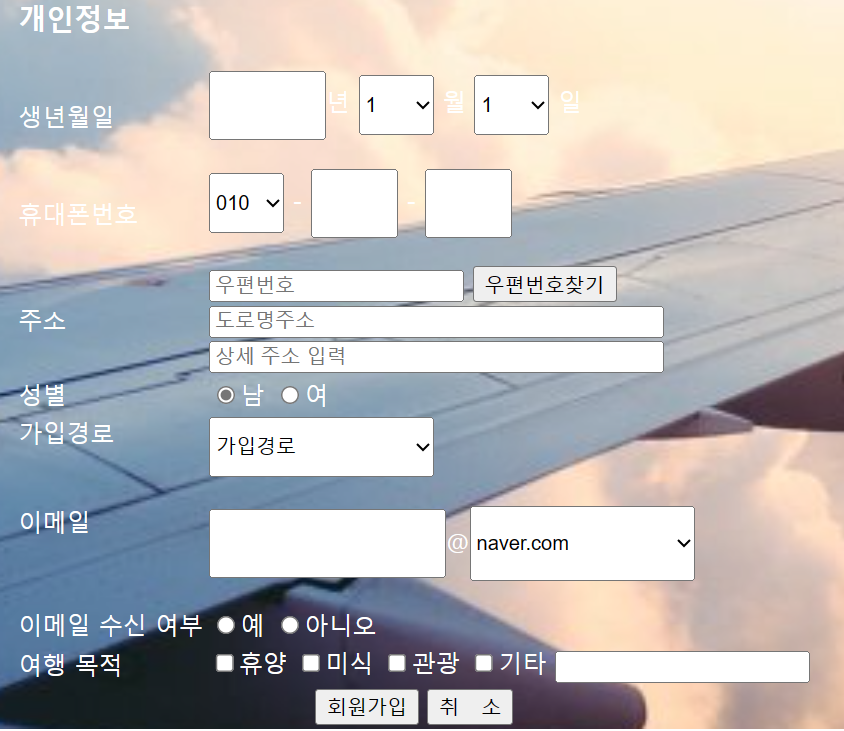 개인정보
생년월일 년 1 월 1 일
휴대폰번호 010 - -
우편번호 우편번호찾기
주소 도로명주소
상세 주소 입력
성별 남 여
가입경로 가입경로
이메일 @ naver.com
이메일 수신 여부 예 아니오
여행 목적 휴양 미식 관광 기타
회원가입 취 소